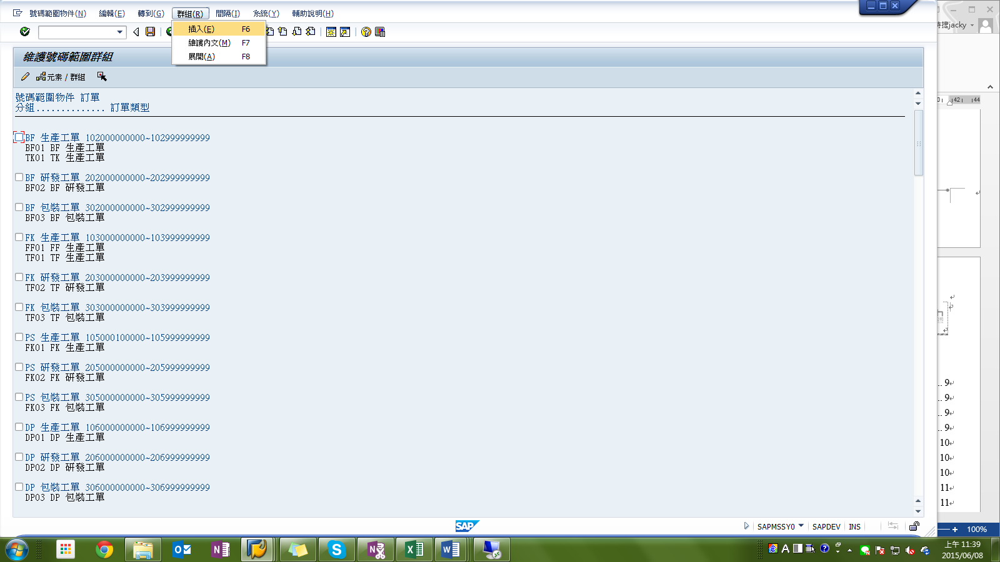 號碼範圍物件(N) 編輯(E) 轉到(G) 群組(R) 間隔(I) 系統(Y) 輔助說明(H)
插入(E) F6
維護內文(M) F7
展開(A) F8
jacky
維護號碼範圍群組
元素 / 群組
42 44
號碼範圍物件 訂單
分組.............. 訂單類型
BF 生產工單 102000000000~102999999999
BF01 BF 生產工單
TK01 TK 生產工單
BF 研發工單 202000000000~202999999999
BF02 BF 研發工單
BF 包裝工單 302000000000~302999999999
BF03 BF 包裝工單
FK 生產工單 103000000000~103999999999
FF01 FF 生產工單
TF01 TF 生產工單
FK 研發工單 203000000000~203999999999
TF02 TF 研發工單
FK 包裝工單 303000000000~303999999999
TF03 TF 包裝工單
PS 生產工單 105000100000~105999999999
FK01 FK 生產工單
PS 研發工單 205000000000~205999999999
FK02 FK 研發工單
PS 包裝工單 305000000000~305999999999
FK03 FK 包裝工單
DP 生產工單 106000000000~106999999999
DP01 DP 生產工單
DP 研發工單 206000000000~206999999999
DP02 DP 研發工單
DP 包裝工單 306000000000~306999999999
DP03 DP 包裝工單
.. 9
.. 9
.. 9
.. 9
10
10
10
11
11
SAP
SAPMSSY0 SAPDEV INS
100%
上午 11:39
2015/06/08